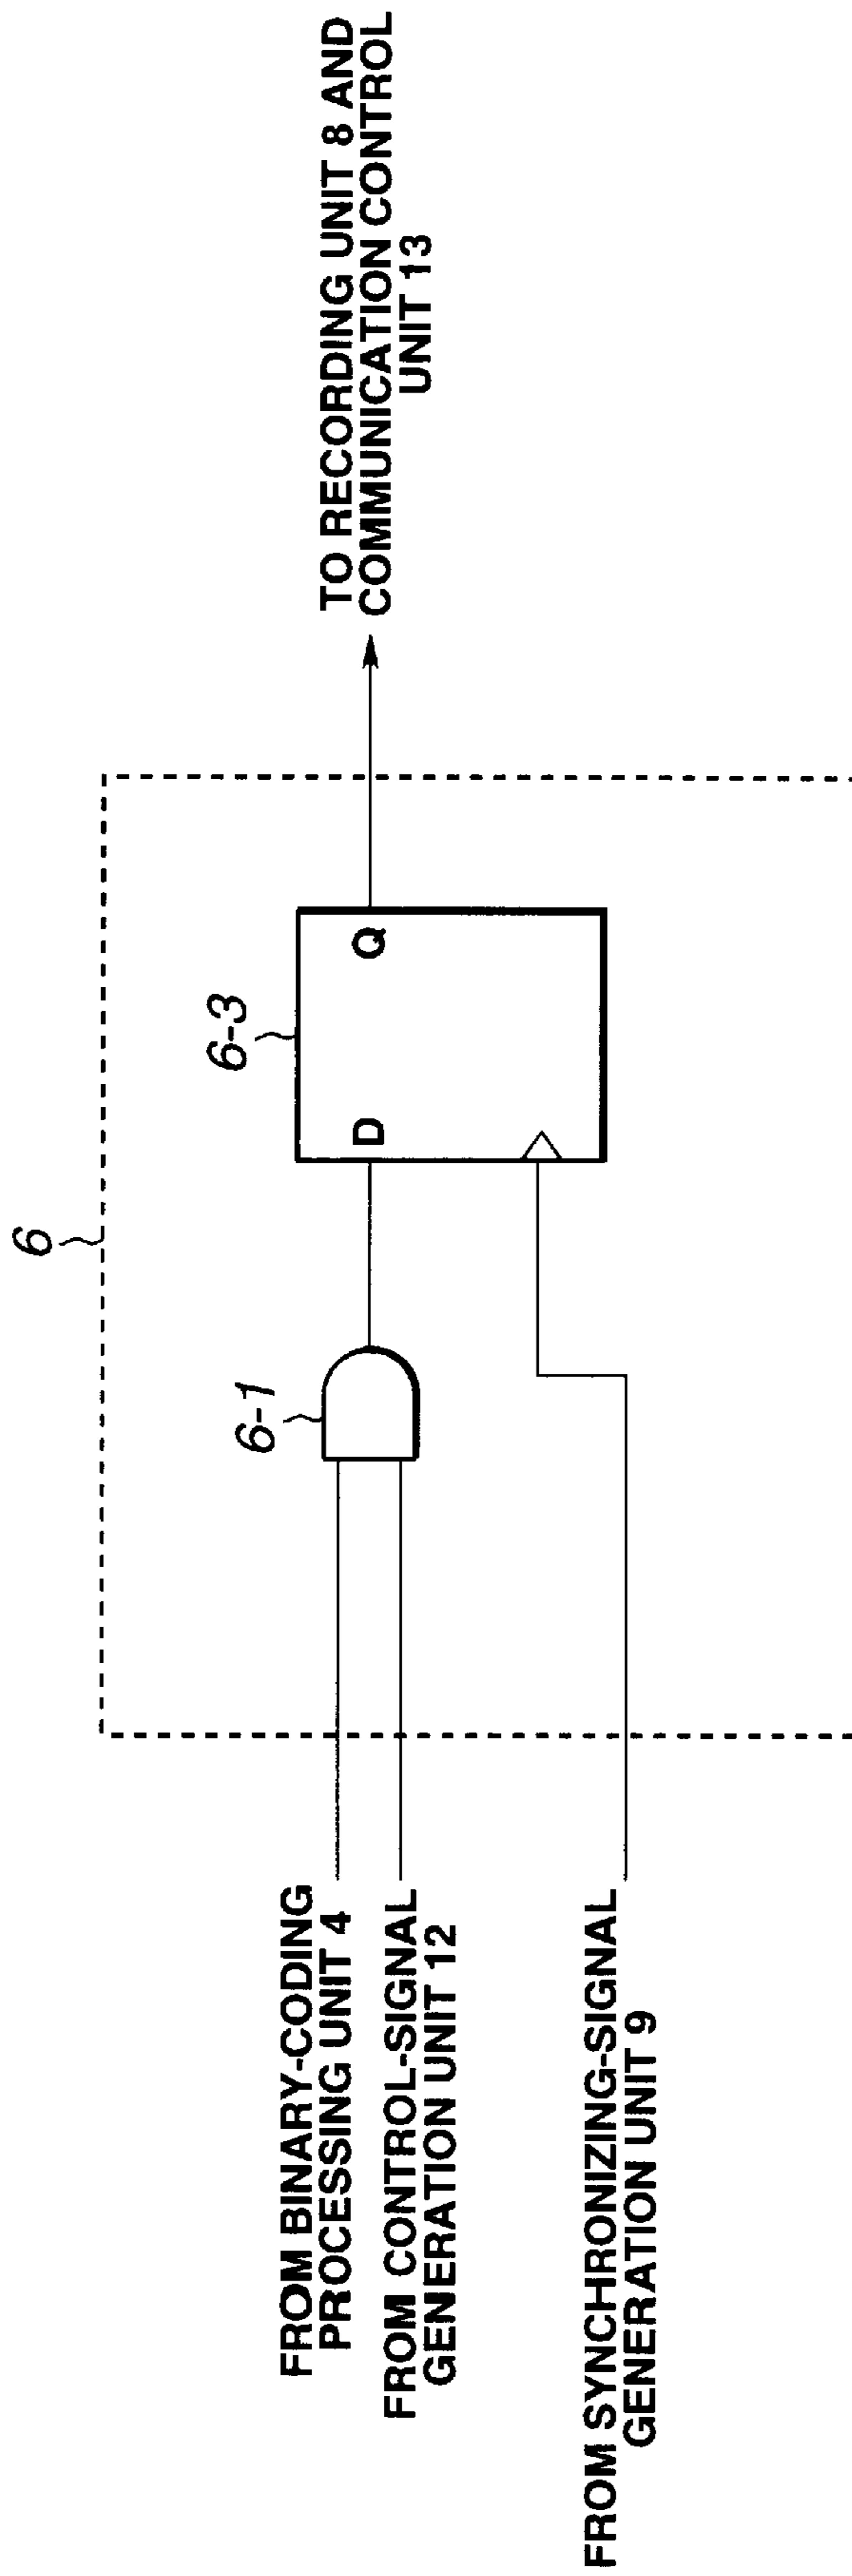 6
6-1
6-3
D
Q
FROM BINARY-CODING
PROCESSING UNIT 4
FROM CONTROL-SIGNAL
GENERATION UNIT 12
FROM SYNCHRONIZING-SIGNAL
GENERATION UNIT 9
TO RECORDING UNIT 8 AND
COMMUNICATION CONTROL
UNIT 13